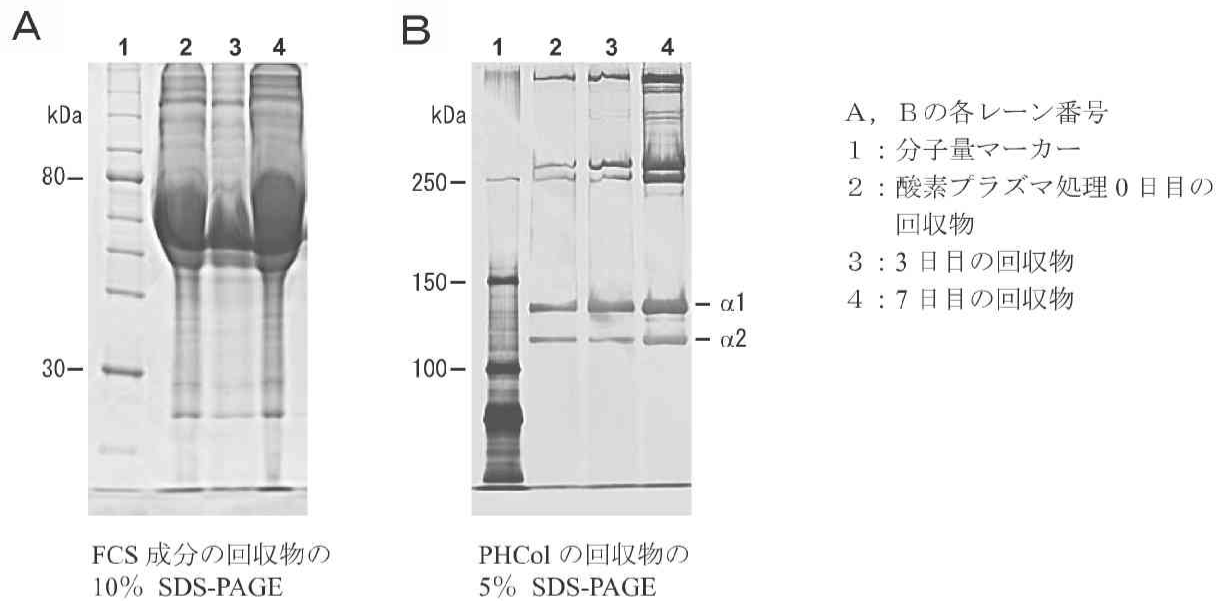 A
1 2 3 4
kDa
80
30
FCS 成分の回収物の
10% SDS-PAGE
B
1 2 3 4
kDa
250
150
100
α1
α2
PHCol の回収物の
5% SDS-PAGE
A，Bの各レーン番号
1：分子量マーカー
2：酸素プラズマ処理0日目の
回収物
3：3日目の回収物
4：7日目の回収物